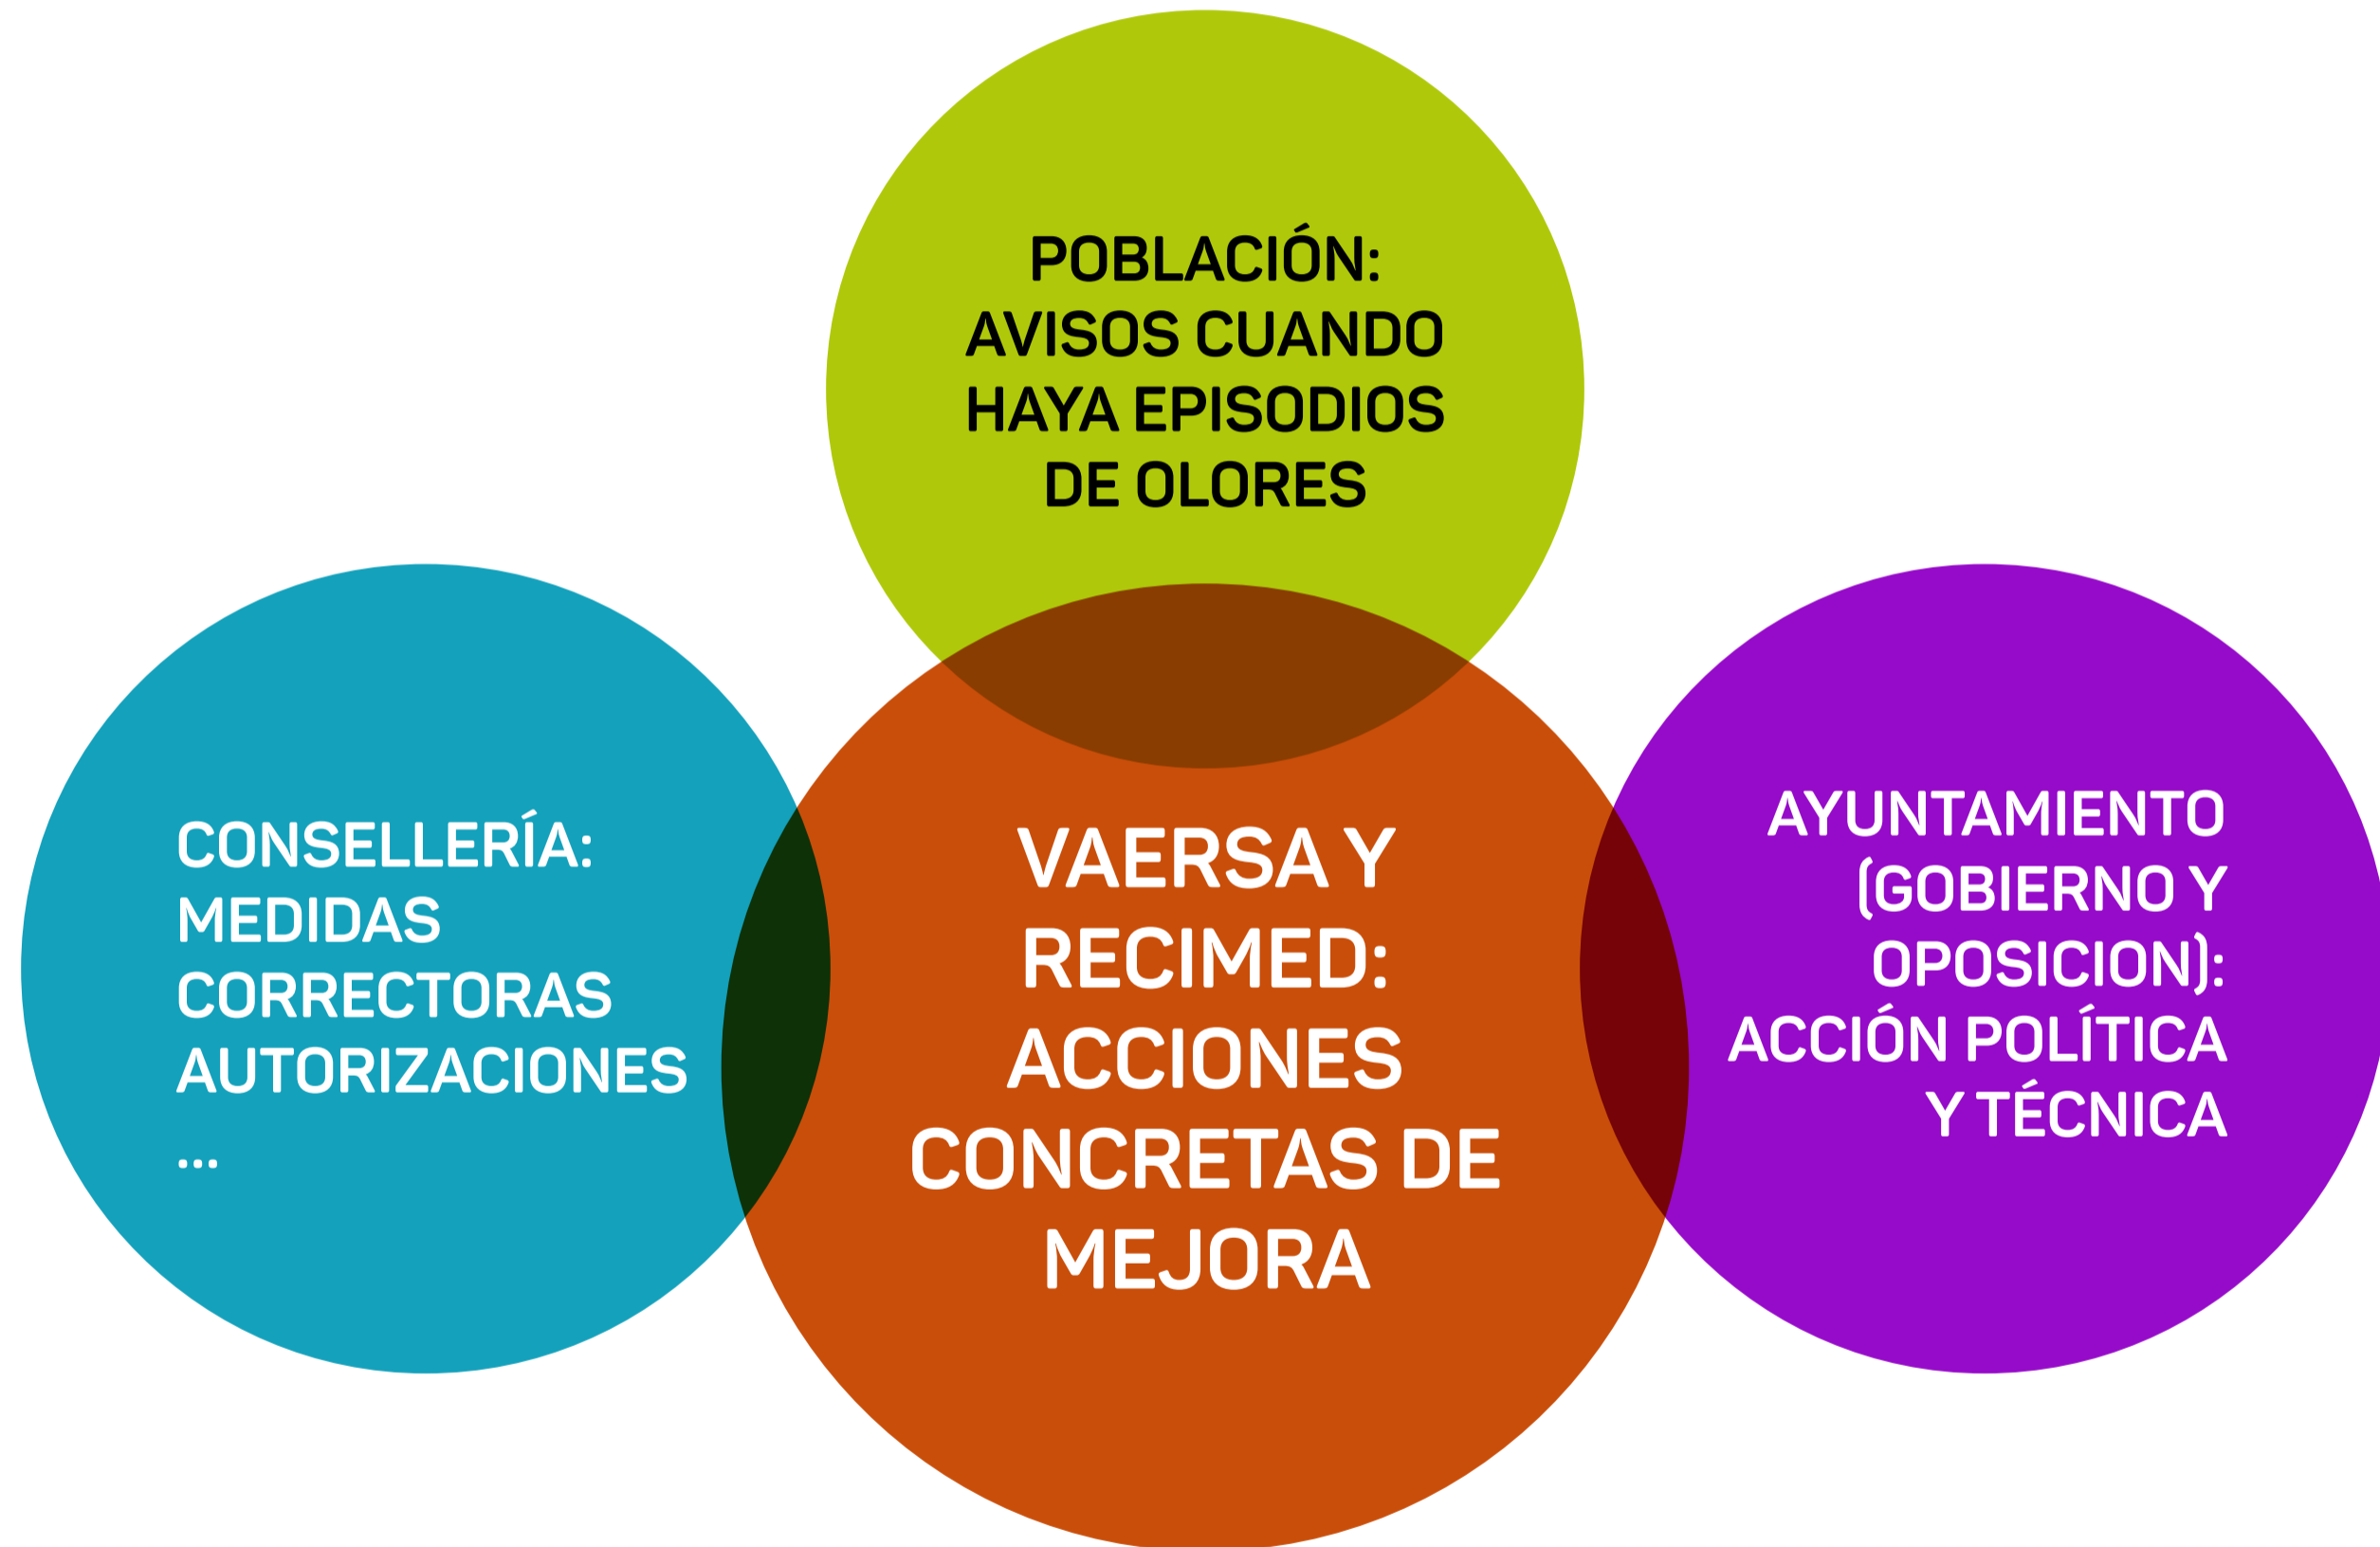 POBLACIÓN:
AVISOS CUANDO
HAYA EPISODIOS
DE OLORES
CONSELLERÍA:
MEDIDAS
CORRECTORAS
AUTORIZACIONES
...
VAERSA Y
RECIMED:
ACCIONES
CONCRETAS DE
MEJORA
AYUNTAMIENTO
(GOBIERNO Y
OPOSICION):
ACCIÓN POLÍTICA
Y TÉCNICA